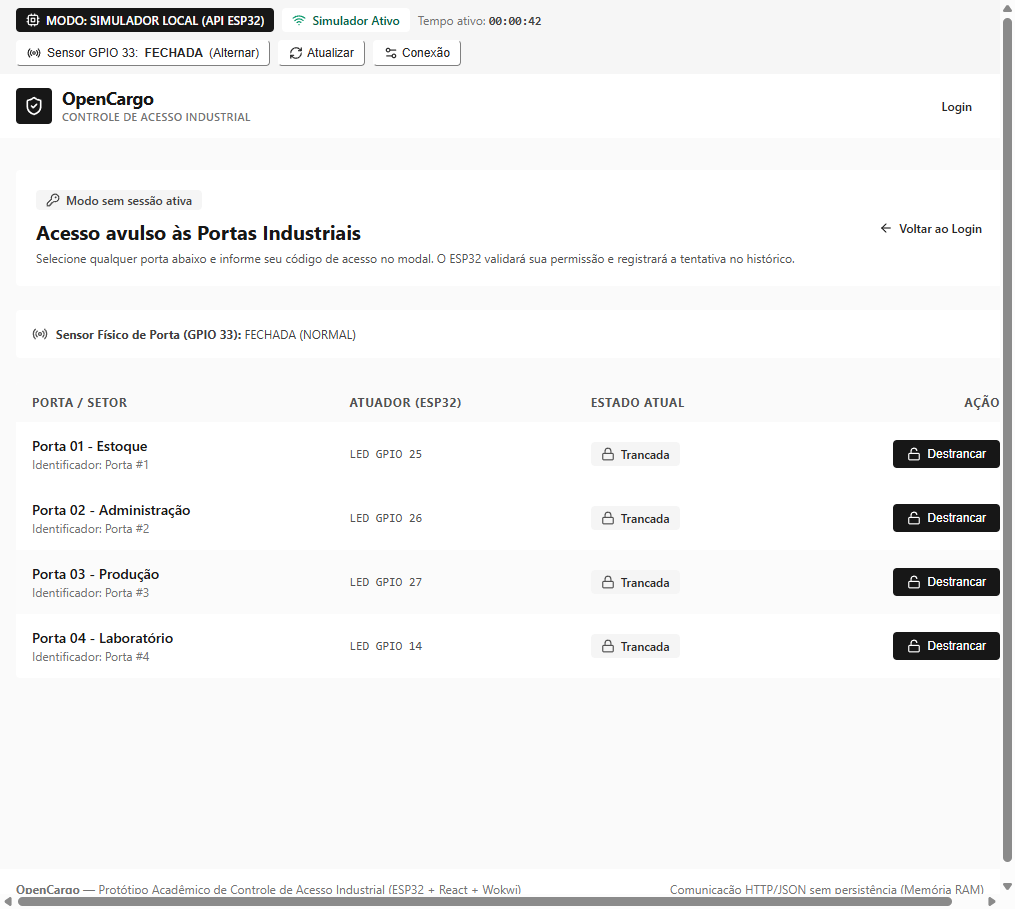 MODO: SIMULADOR LOCAL (API ESP32) Simulador Ativo Tempo ativo: 00:00:42
Sensor GPIO 33: FECHADA (Alternar) Atualizar Conexão
OpenCargo
CONTROLE DE ACESSO INDUSTRIAL
Login
Modo sem sessão ativa
Acesso avulso às Portas Industriais
Voltar ao Login
Selecione qualquer porta abaixo e informe seu código de acesso no modal. O ESP32 validará sua permissão e registrará a tentativa no histórico.
Sensor Físico de Porta (GPIO 33): FECHADA (NORMAL)
PORTA / SETOR ATUADOR (ESP32) ESTADO ATUAL AÇÃO
Porta 01 - Estoque
Identificador: Porta #1
LED GPIO 25 Trancada Destrancar
Porta 02 - Administração
Identificador: Porta #2
LED GPIO 26 Trancada Destrancar
Porta 03 - Produção
Identificador: Porta #3
LED GPIO 27 Trancada Destrancar
Porta 04 - Laboratório
Identificador: Porta #4
LED GPIO 14 Trancada Destrancar
OpenCargo — Protótipo Acadêmico de Controle de Acesso Industrial (ESP32 + React + Wokwi) Comunicação HTTP/JSON sem persistência (Memória RAM)